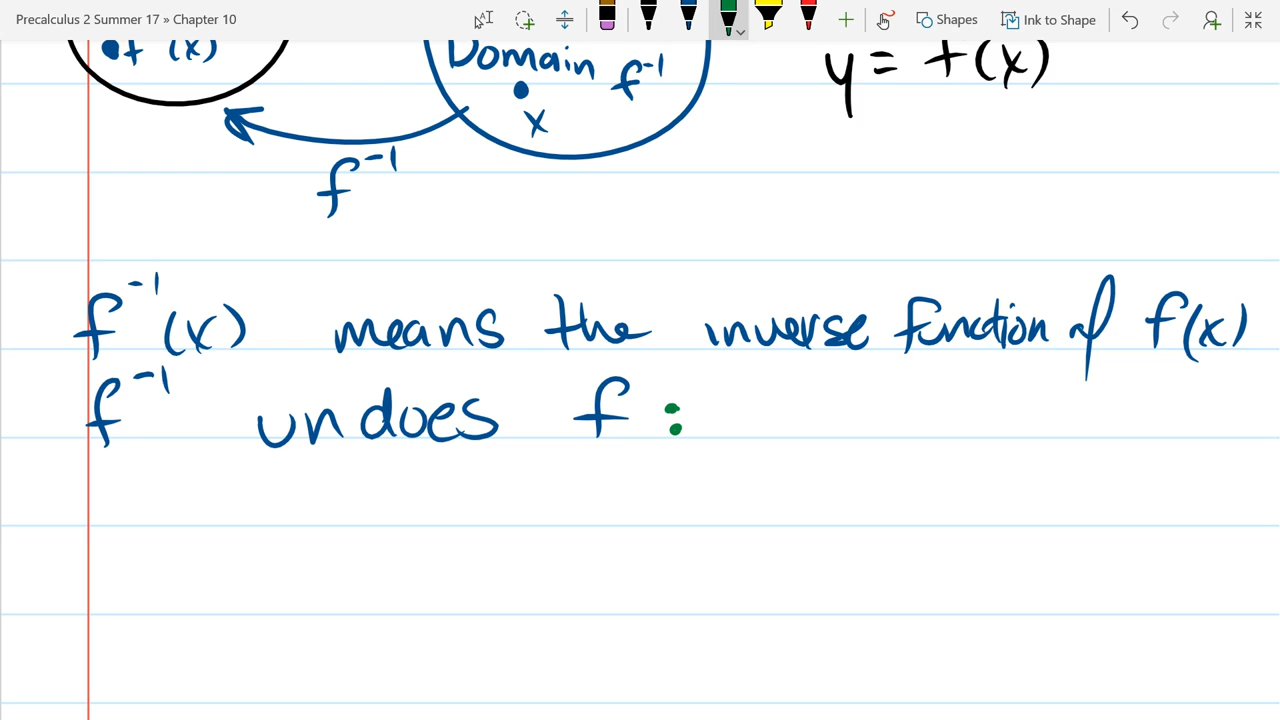 Precalculus 2 Summer 17 » Chapter 10
Shapes
Ink to Shape
(x)
Domain f⁻¹
x
y = f(x)
f⁻¹
f⁻¹(x) means the inverse function of f(x)
f⁻¹ undoes f :